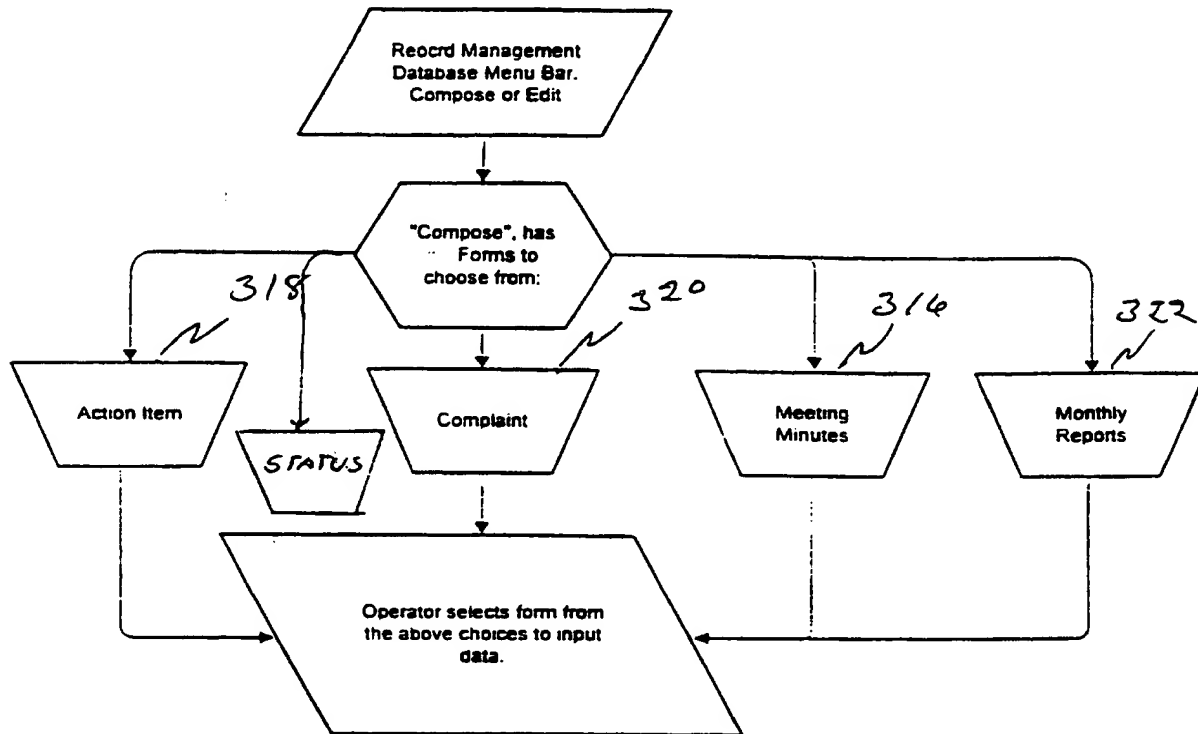 Reocrd Management
Database Menu Bar.
Compose or Edit
"Compose", has
Forms to
choose from:
318
320
316
322
Action Item
STATUS
Complaint
Meeting
Minutes
Monthly
Reports
Operator selects form from
the above choices to input
data.